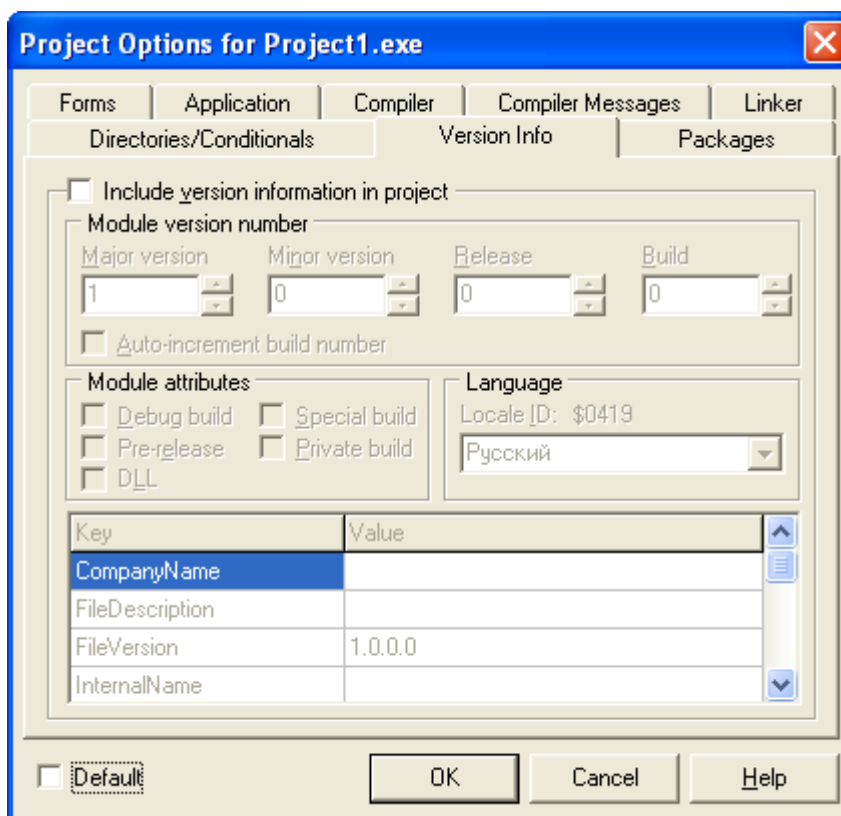 Project Options for Project1.exe
Forms Application Compiler Compiler Messages Linker
Directories/Conditionals Version Info Packages
Include version information in project
Module version number
Major version Minor version Release Build
1 0 0 0
Auto-increment build number
Module attributes Language
Debug build Special build Locale ID: $0419
Pre-release Private build Русский
DLL
Key Value
CompanyName
FileDescription
FileVersion 1.0.0.0
InternalName
Default OK Cancel Help